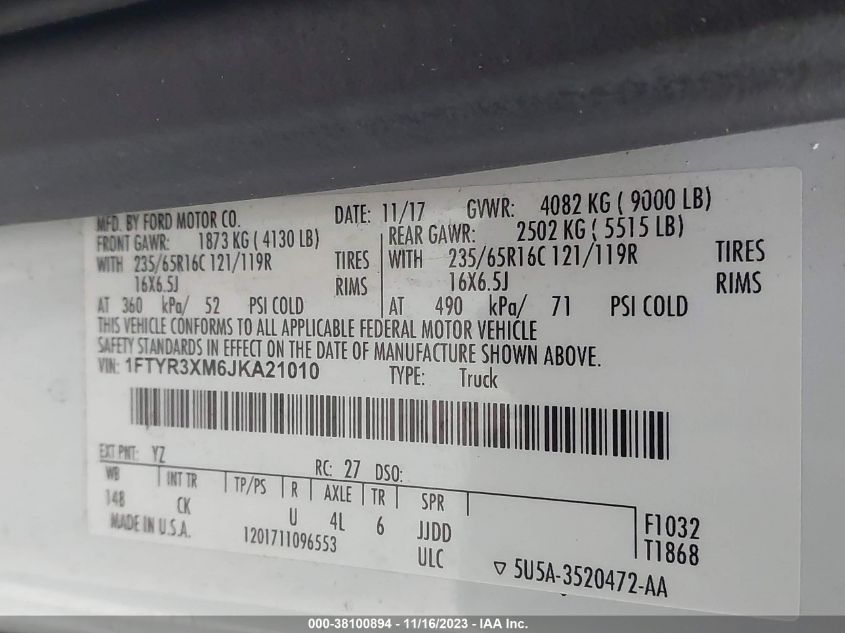 MFD. BY FORD MOTOR CO. DATE: 11/17 GVWR: 4082 KG ( 9000 LB)
FRONT GAWR: 1873 KG ( 4130 LB) REAR GAWR: 2502 KG ( 5515 LB)
WITH 235/65R16C 121/119R TIRES WITH 235/65R16C 121/119R TIRES
16X6.5J RIMS 16X6.5J RIMS
AT 360 kPa/ 52 PSI COLD AT 490 kPa/ 71 PSI COLD
THIS VEHICLE CONFORMS TO ALL APPLICABLE FEDERAL MOTOR VEHICLE
SAFETY STANDARDS IN EFFECT ON THE DATE OF MANUFACTURE SHOWN ABOVE.
VIN: 1FTYR3XM6JKA21010 TYPE: Truck
EXT PNT: YZ RC: 27 DSO:
WB INT TR TP/PS R AXLE TR SPR
148 CK U 4L 6 JJDD F1032
MADE IN U.S.A. 1201711096553 ULC T1868
▽ 5U5A-3520472-AA
000-38100894 - 11/16/2023 - IAA Inc.